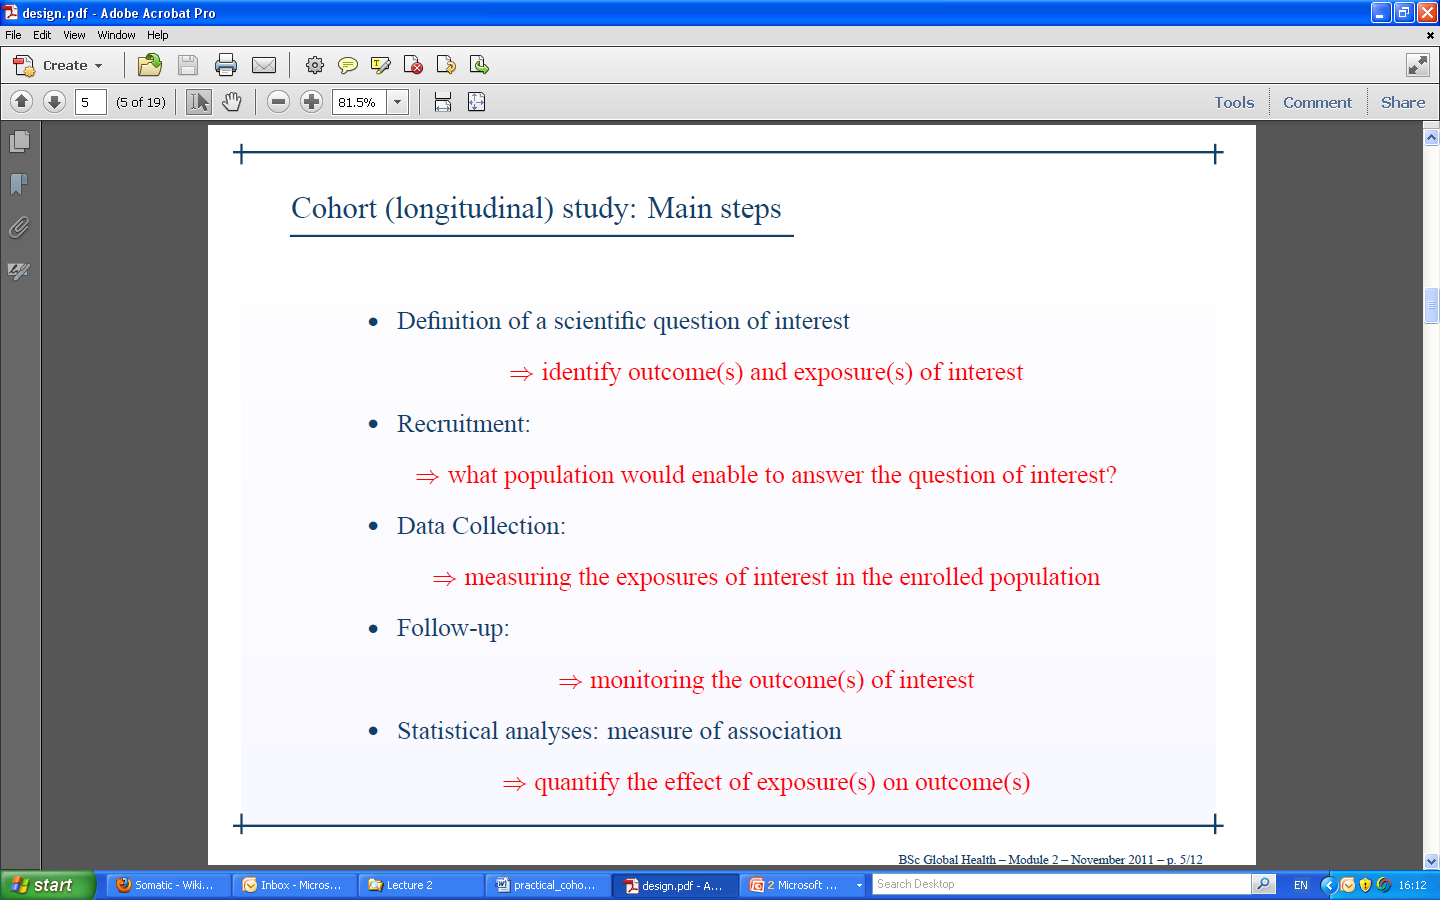 design.pdf - Adobe Acrobat Pro
File Edit View Window Help
Create
5 (5 of 19) 81.5% Tools Comment Share
Cohort (longitudinal) study: Main steps
• Definition of a scientific question of interest
⇒ identify outcome(s) and exposure(s) of interest
• Recruitment:
⇒ what population would enable to answer the question of interest?
• Data Collection:
⇒ measuring the exposures of interest in the enrolled population
• Follow-up:
⇒ monitoring the outcome(s) of interest
• Statistical analyses: measure of association
⇒ quantify the effect of exposure(s) on outcome(s)
BSc Global Health – Module 2 – November 2011 – p. 5/12
start Somatic - Wiki... Inbox - Micros... Lecture 2 practical_coho... design.pdf - A... 2 Microsoft ... Search Desktop EN 16:12